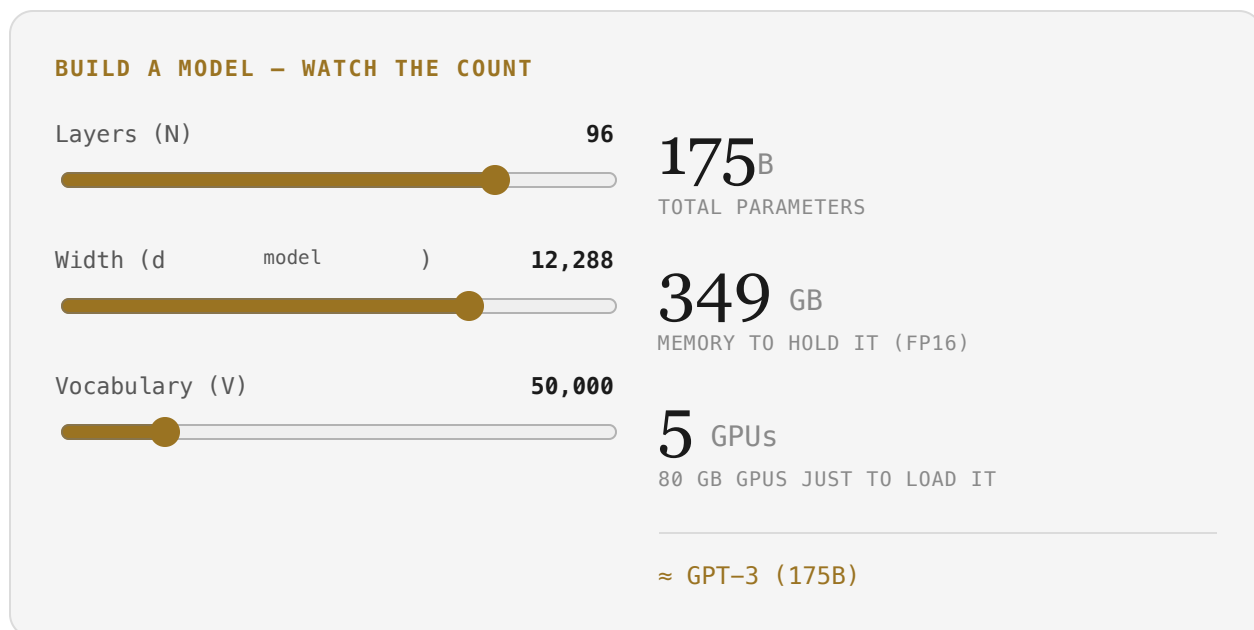 BUILD A MODEL — WATCH THE COUNT
Layers (N) 96
Width (d model ) 12,288
Vocabulary (V) 50,000
175B
TOTAL PARAMETERS
349 GB
MEMORY TO HOLD IT (FP16)
5 GPUs
80 GB GPUS JUST TO LOAD IT
≈ GPT-3 (175B)